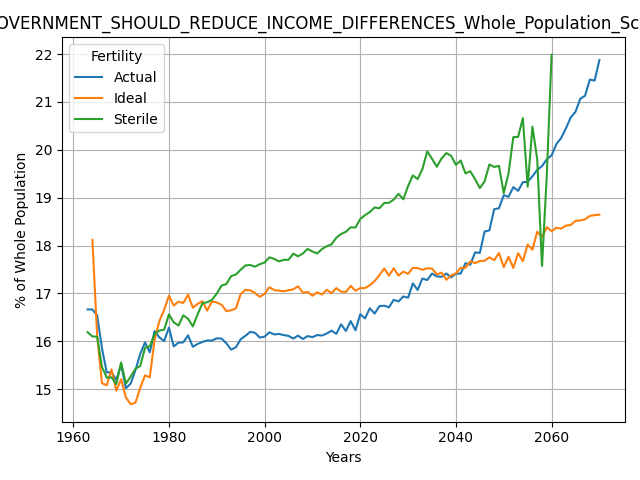 OVERNMENT_SHOULD_REDUCE_INCOME_DIFFERENCES_Whole_Population_Sc
Fertility
Actual
Ideal
Sterile
% of Whole Population
22
21
20
19
18
17
16
15
1960 1980 2000 2020 2040 2060
Years